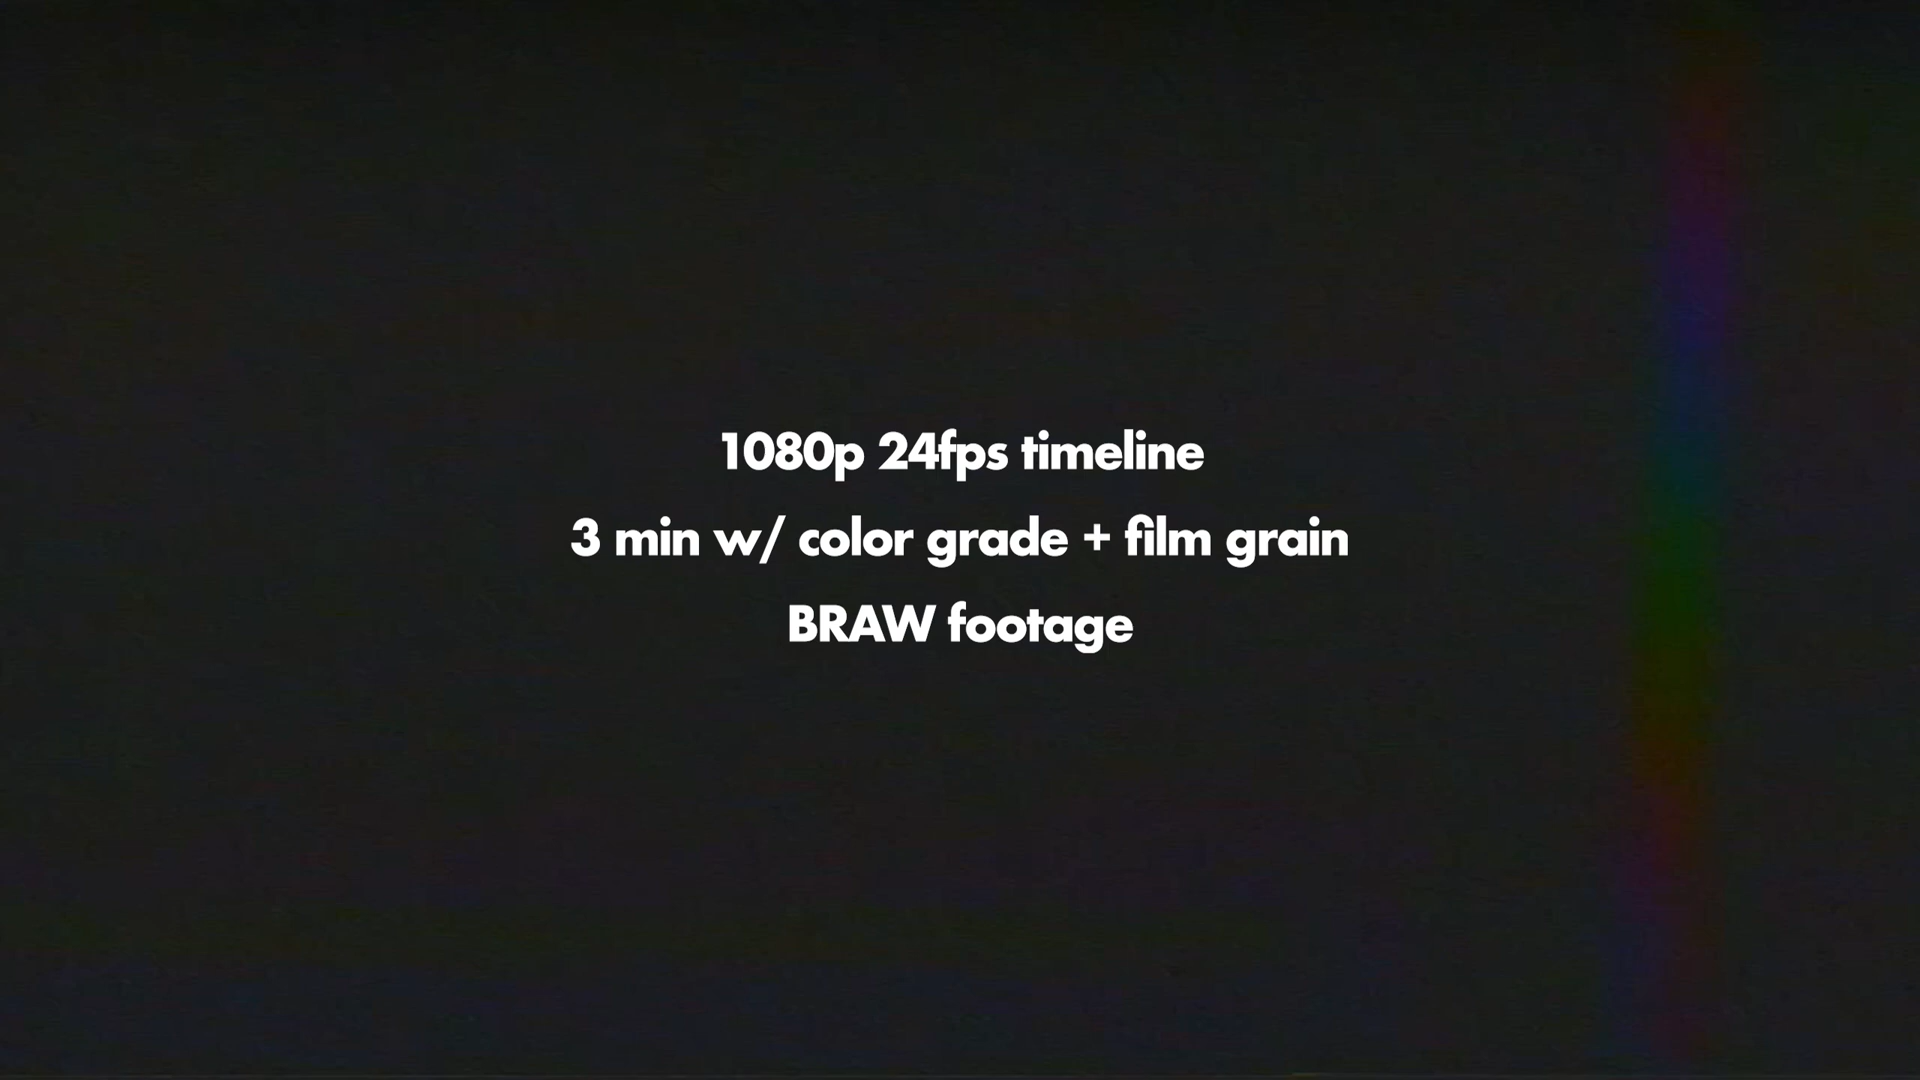 1080p 24fps timeline
3 min w/ color grade + film grain
BRAW footage